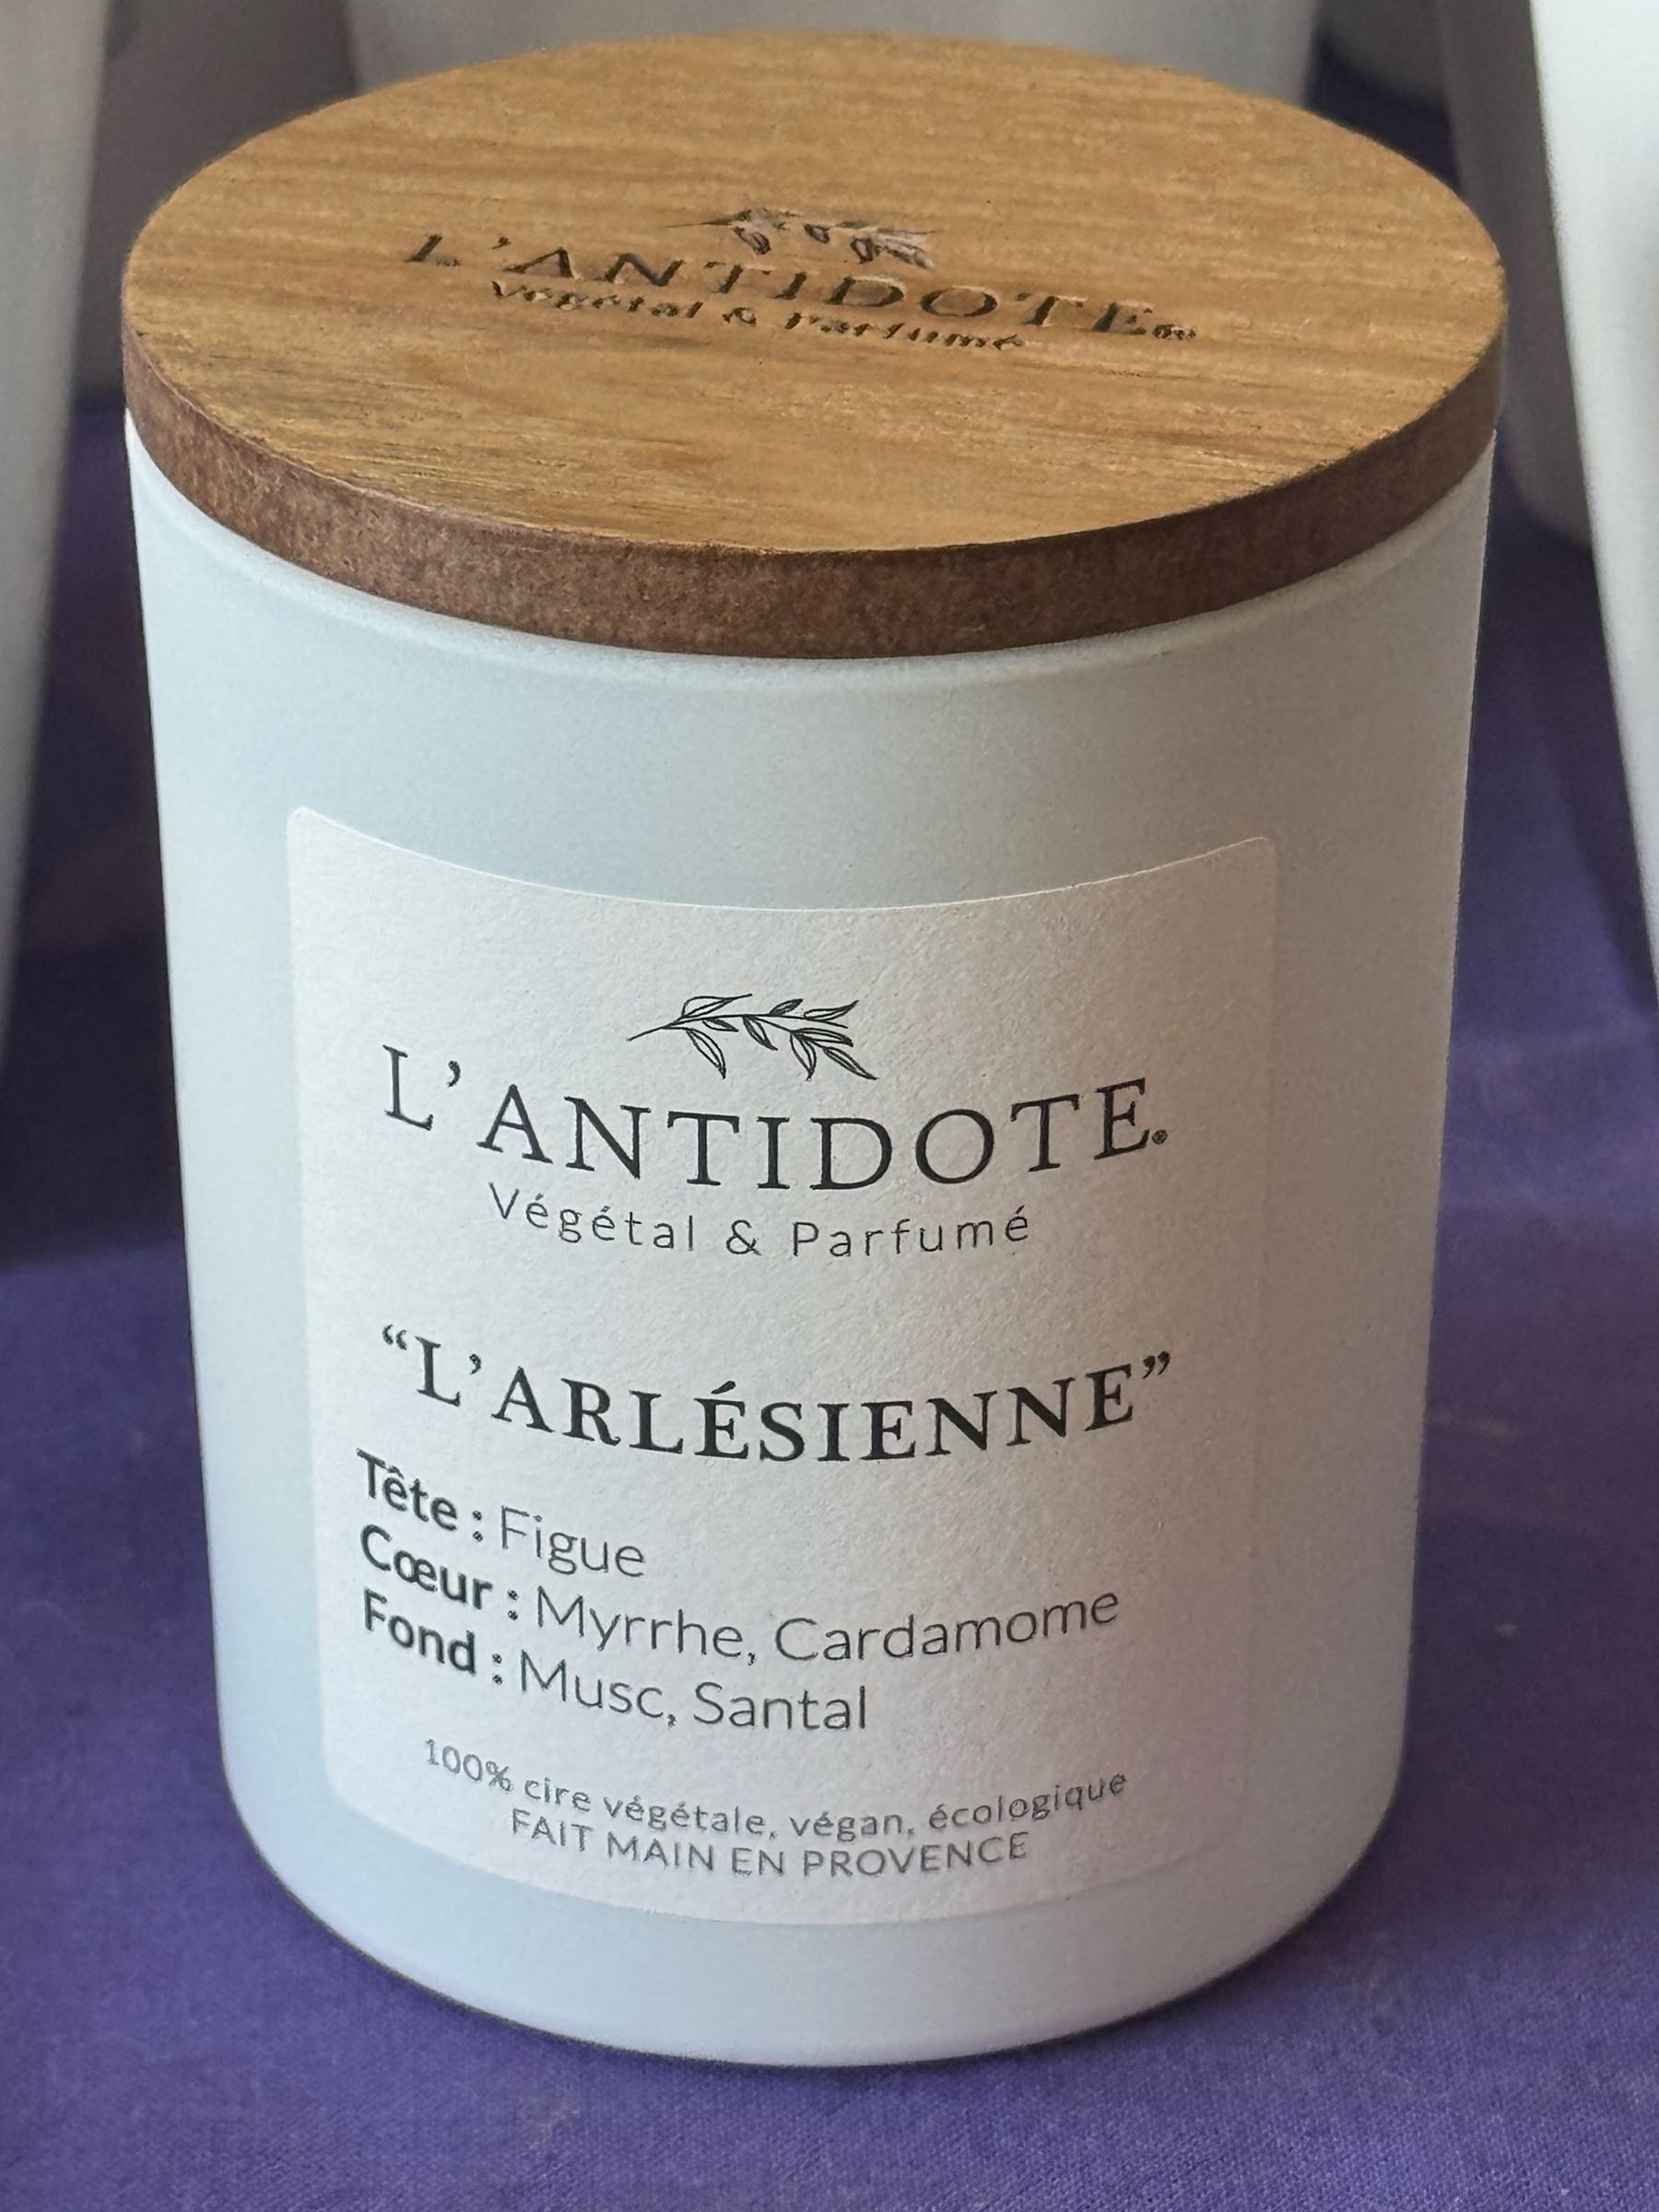 L'ANTIDOTE®
Végétal & Parfumé
L'ANTIDOTE®
Végétal & Parfumé
“L'ARLÉSIENNE”
Tête : Figue
Cœur : Myrrhe, Cardamome
Fond : Musc, Santal
100% cire végétale, végan, écologique
FAIT MAIN EN PROVENCE